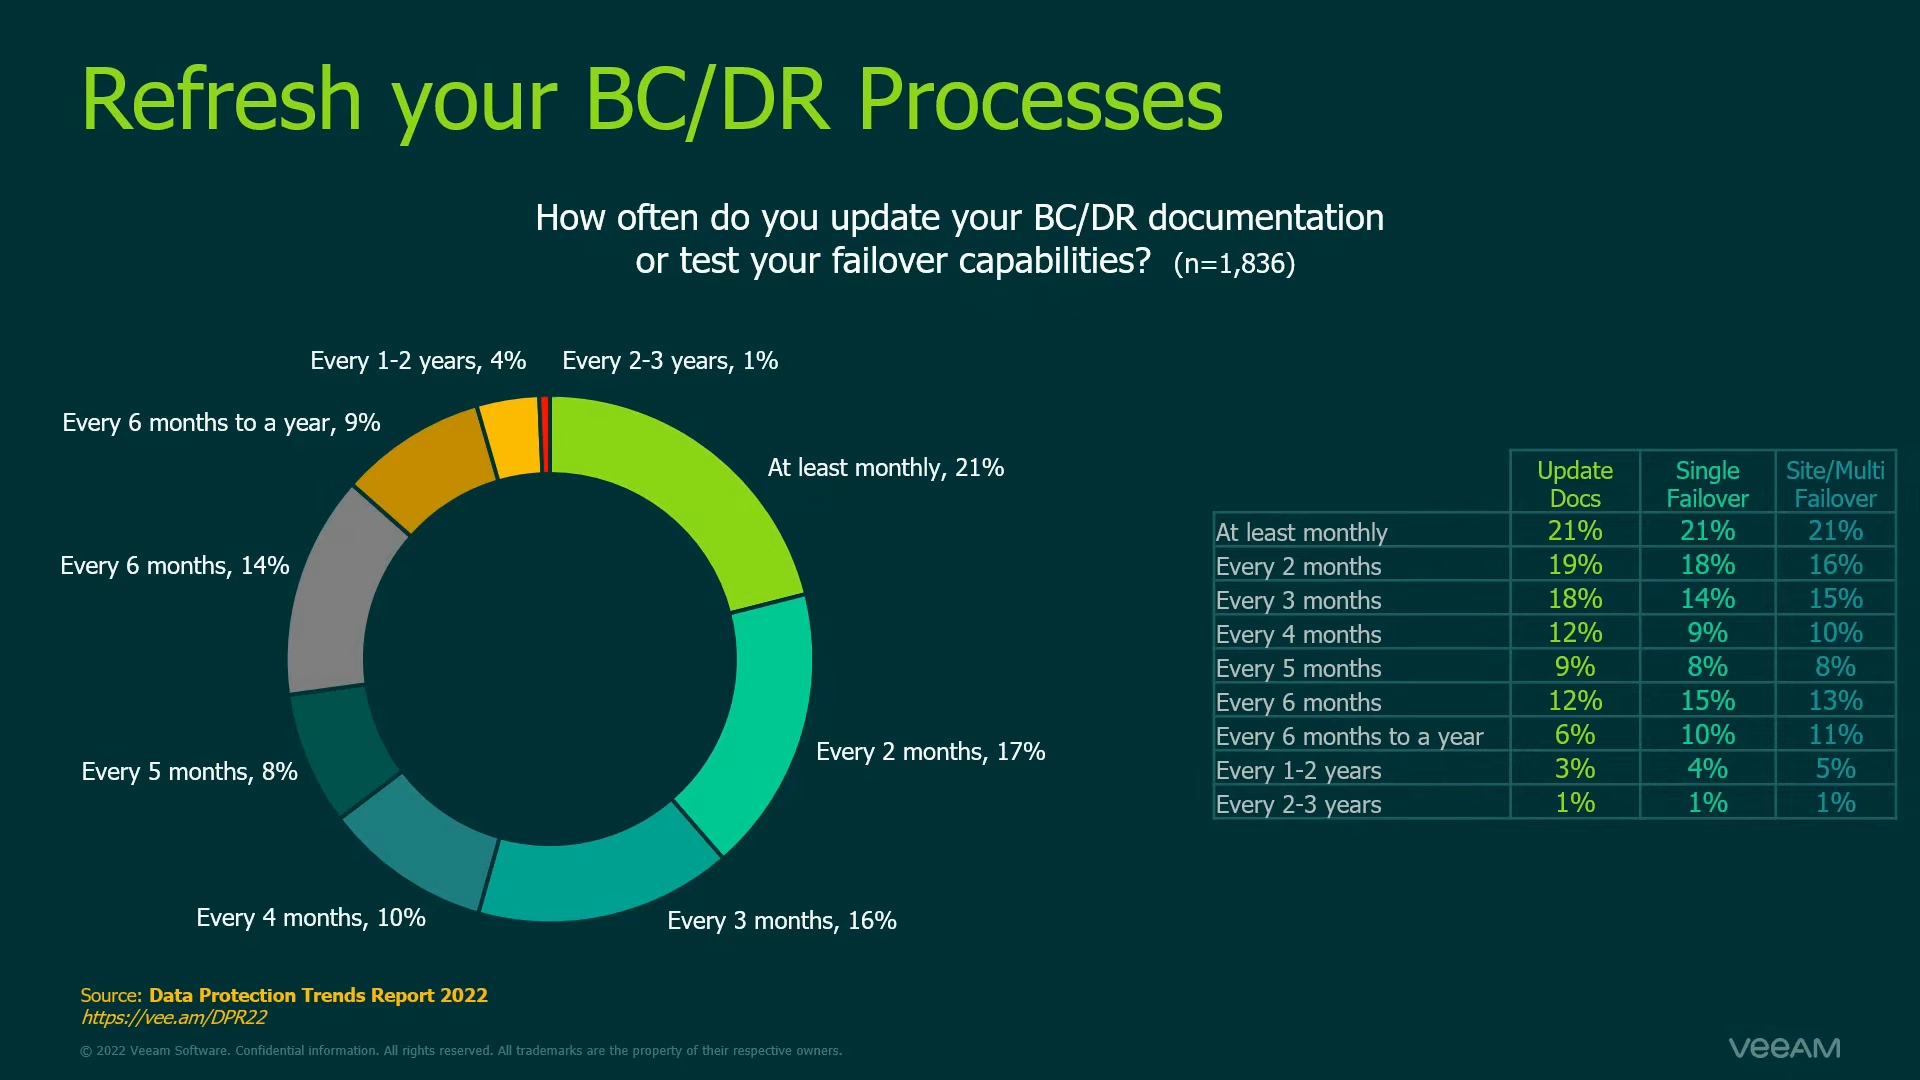 Refresh your BC/DR Processes
How often do you update your BC/DR documentation
or test your failover capabilities? (n=1,836)
Every 1-2 years, 4%
Every 2-3 years, 1%
Every 6 months to a year, 9%
At least monthly, 21%
Every 6 months, 14%
Every 2 months, 17%
Every 5 months, 8%
Every 4 months, 10%
Every 3 months, 16%
Update Docs Single Failover Site/Multi Failover
At least monthly 21% 21% 21%
Every 2 months 19% 18% 16%
Every 3 months 18% 14% 15%
Every 4 months 12% 9% 10%
Every 5 months 9% 8% 8%
Every 6 months 12% 15% 13%
Every 6 months to a year 6% 10% 11%
Every 1-2 years 3% 4% 5%
Every 2-3 years 1% 1% 1%
Source: Data Protection Trends Report 2022
https://vee.am/DPR22
© 2022 Veeam Software. Confidential information. All rights reserved. All trademarks are the property of their respective owners.
veeAM